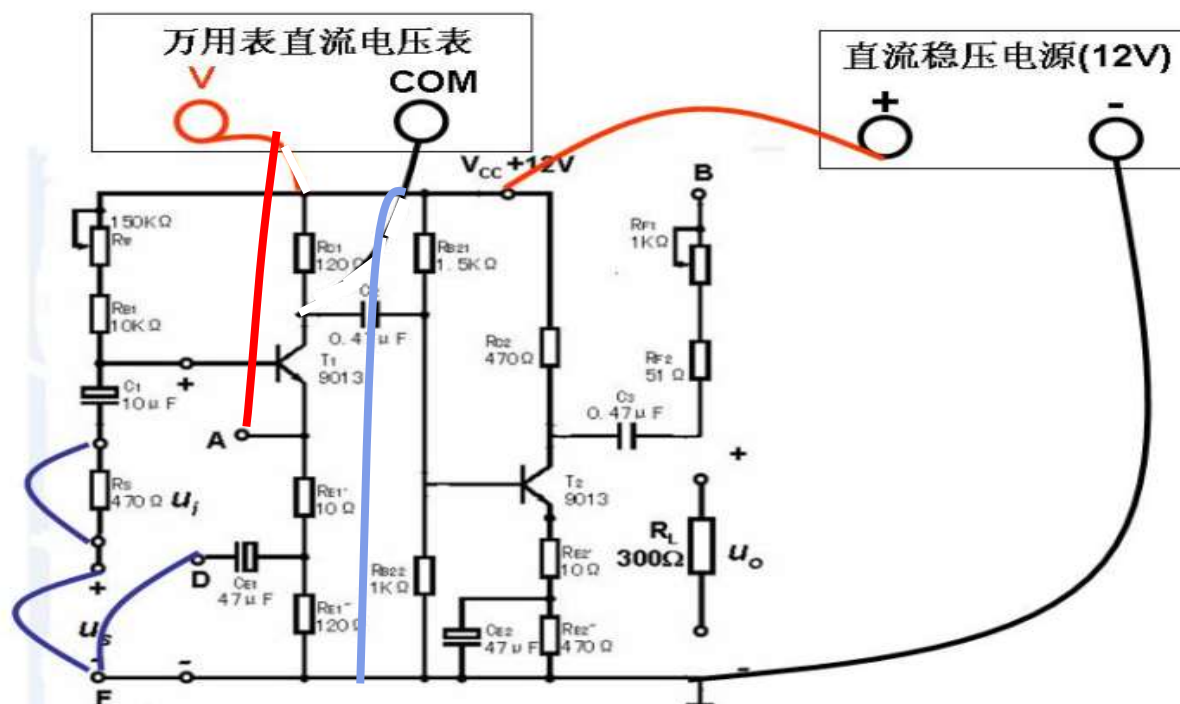 万用表直流电压表
V
COM
直流稳压电源(12V)
+
-
VCC +12V
B
150KΩ
RW
RC1
120Ω
RB21
1.5KΩ
RF1
1KΩ
RB1
10KΩ
C2
0.47μF
T1
9013
RC2
470Ω
RF2
51Ω
+
C1
10μF
C3
0.47μF
A
+
RS
470Ω
ui
RE1'
10Ω
T2
9013
RL
300Ω
uo
D
CE1
47μF
RB22
1KΩ
RE2'
10Ω
+
us
RE1''
120Ω
CE2
47μF
RE2''
470Ω
-
-
-